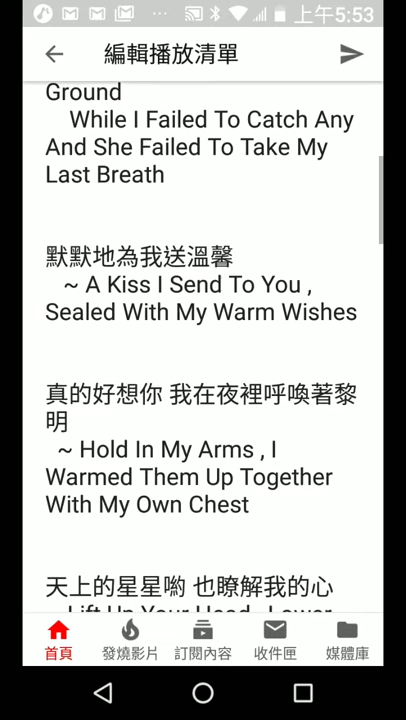 上午5:53
編輯播放清單
Ground
While I Failed To Catch Any
And She Failed To Take My
Last Breath
默默地為我送溫馨
~ A Kiss I Send To You ,
Sealed With My Warm Wishes
真的好想你 我在夜裡呼喚著黎
明
~ Hold In My Arms , I
Warmed Them Up Together
With My Own Chest
天上的星星喲 也瞭解我的心
Lift Up Your Head , Lower
首頁
發燒影片
訂閱內容
收件匣
媒體庫